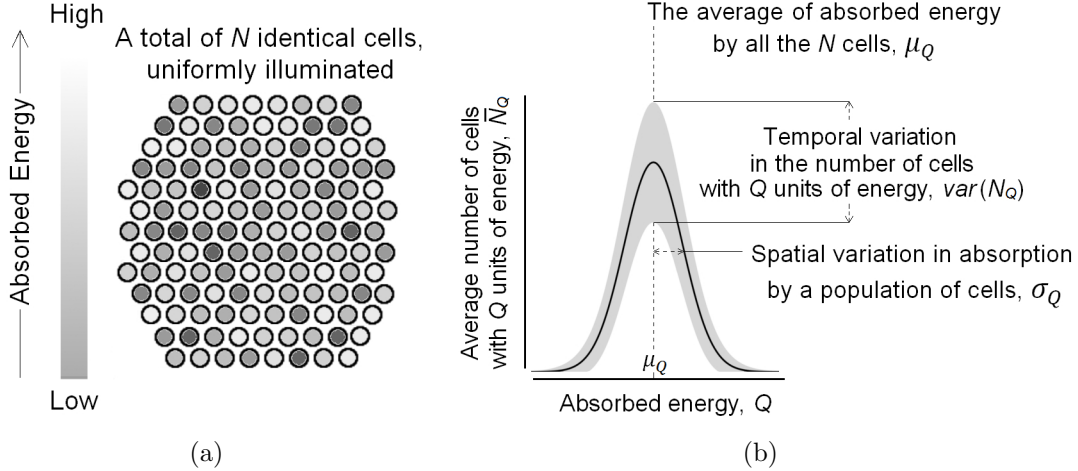 High
Absorbed Energy
Low
A total of N identical cells,
uniformly illuminated
(a)
The average of absorbed energy
by all the N cells, μ_Q
Average number of cells
with Q units of energy, N̅_Q
Temporal variation
in the number of cells
with Q units of energy, var(N_Q)
Spatial variation in absorption
by a population of cells, σ_Q
μ_Q
Absorbed energy, Q
(b)